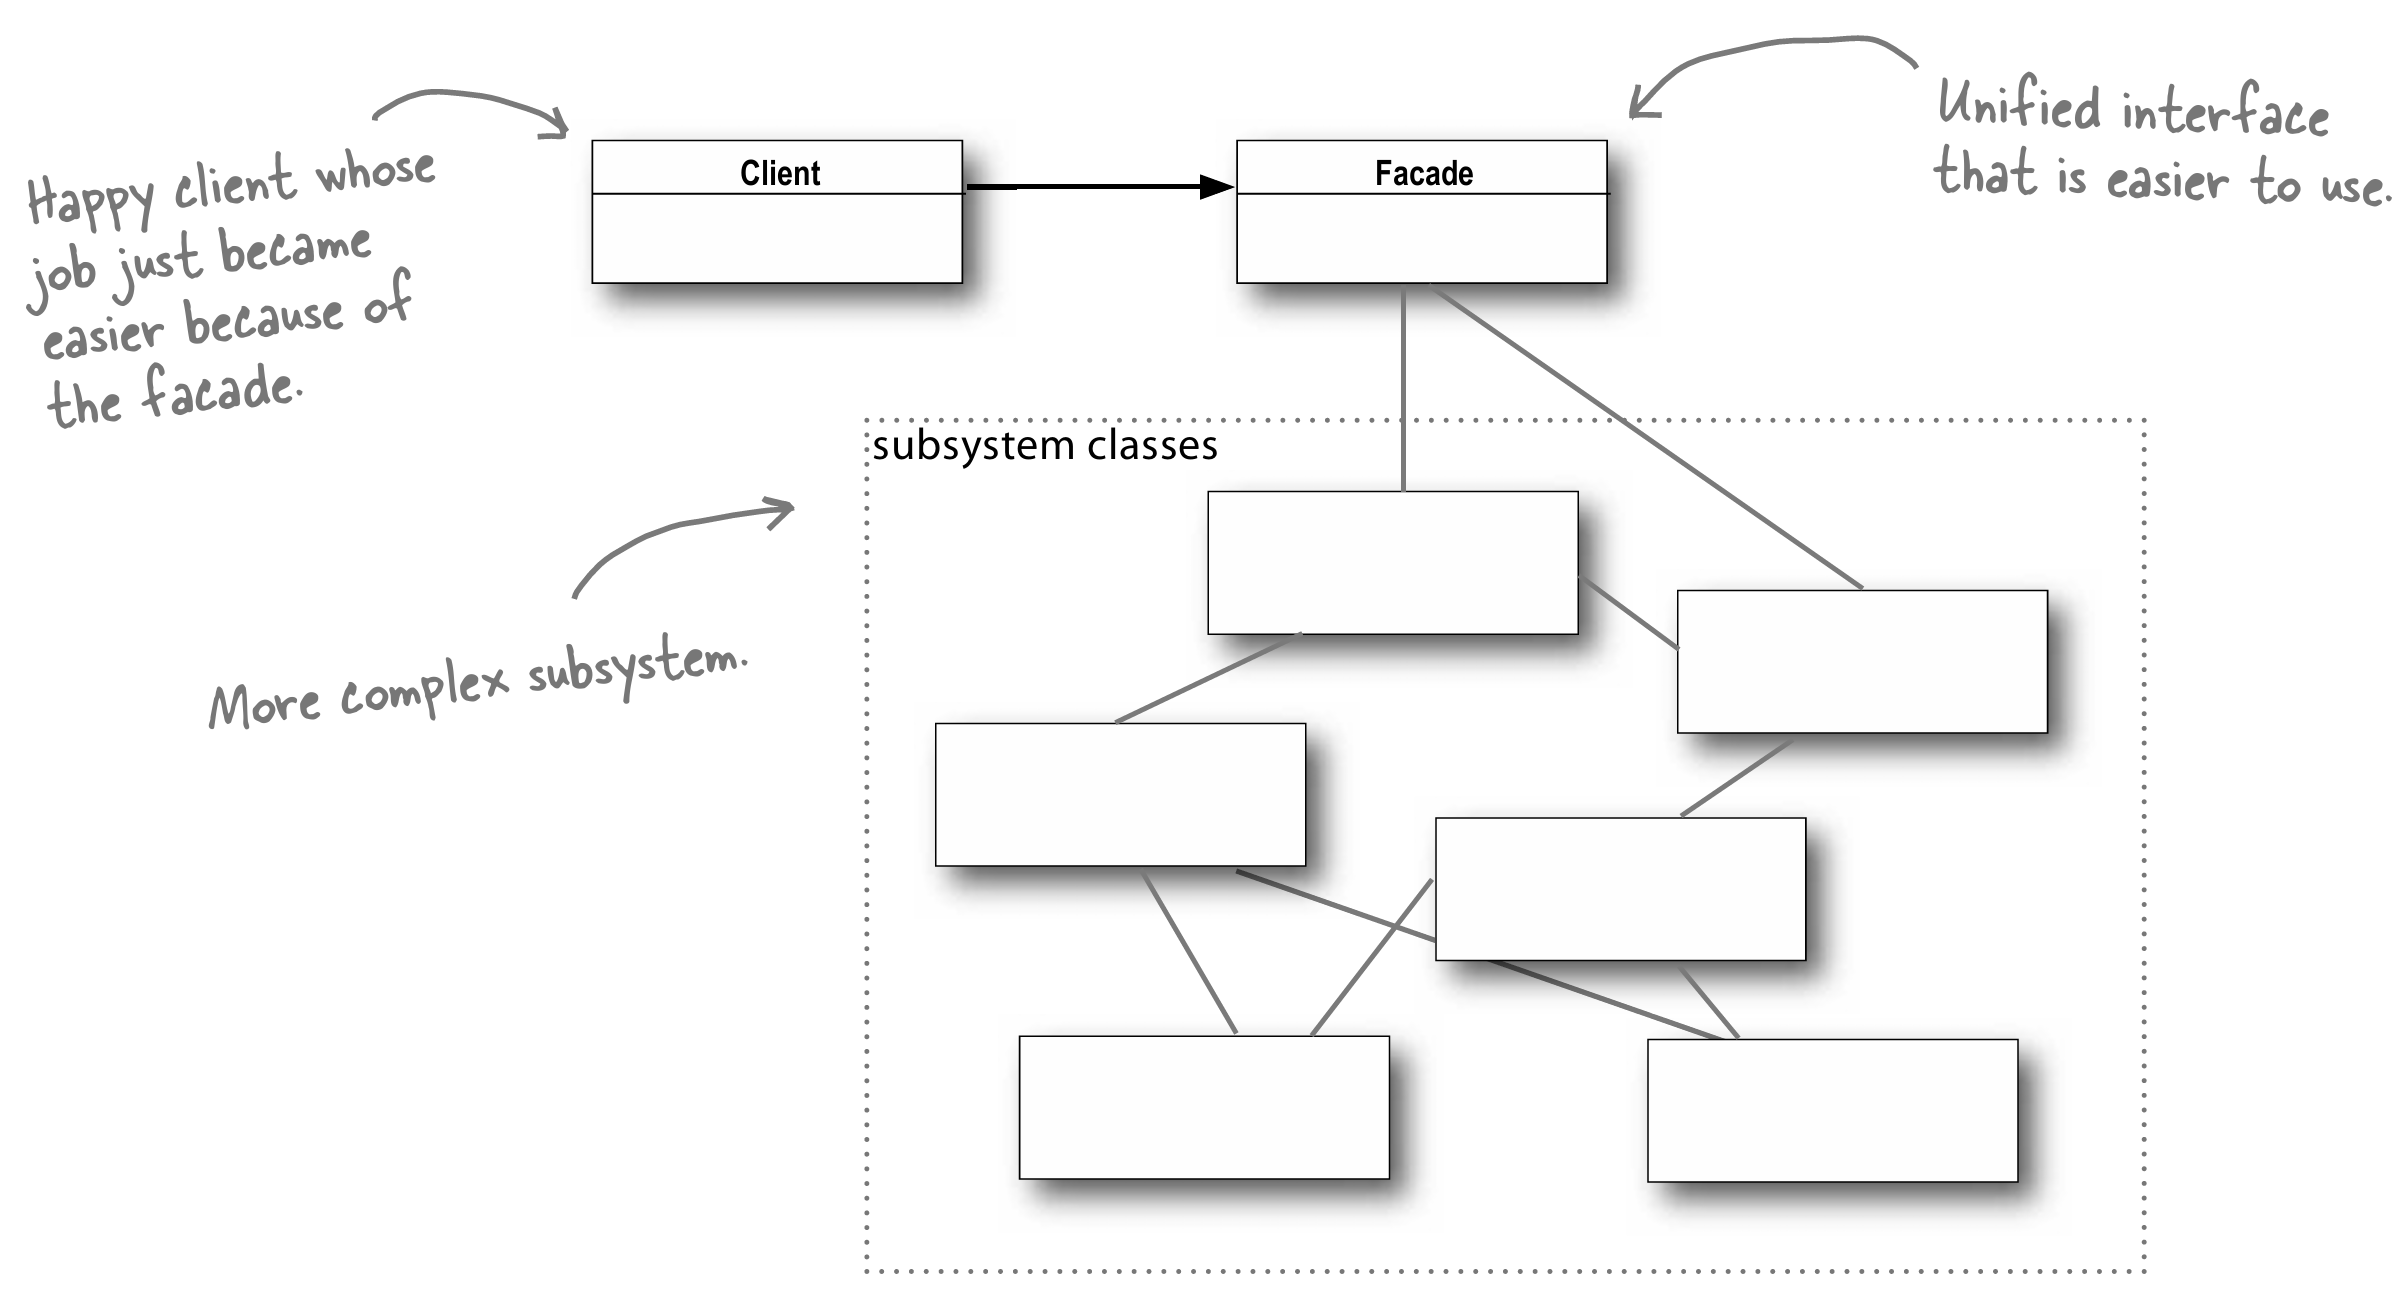 Happy client whose
job just became
easier because of
the facade.
Client
Facade
Unified interface
that is easier to use.
subsystem classes
More complex subsystem.